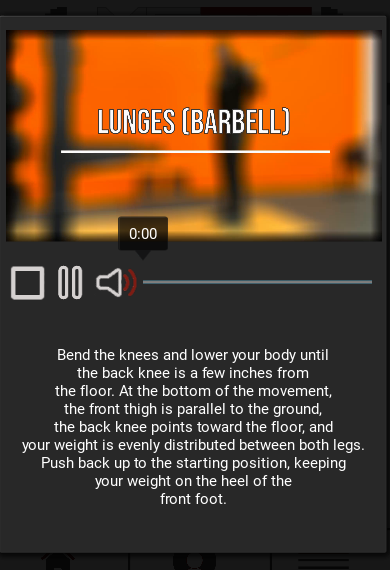 LUNGES (BARBELL)
0:00
Bend the knees and lower your body until
the back knee is a few inches from
the floor. At the bottom of the movement,
the front thigh is parallel to the ground,
the back knee points toward the floor, and
your weight is evenly distributed between both legs.
Push back up to the starting position, keeping
your weight on the heel of the
front foot.